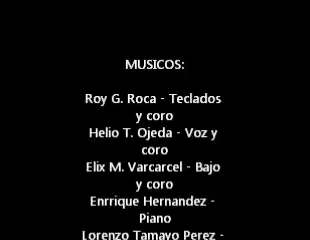 MUSICOS:
Roy G. Roca - Teclados
y coro
Helio T. Ojeda - Voz y
coro
Elix M. Varcarcel - Bajo
y coro
Enrrique Hernandez -
Piano
Lorenzo Tamayo Perez -